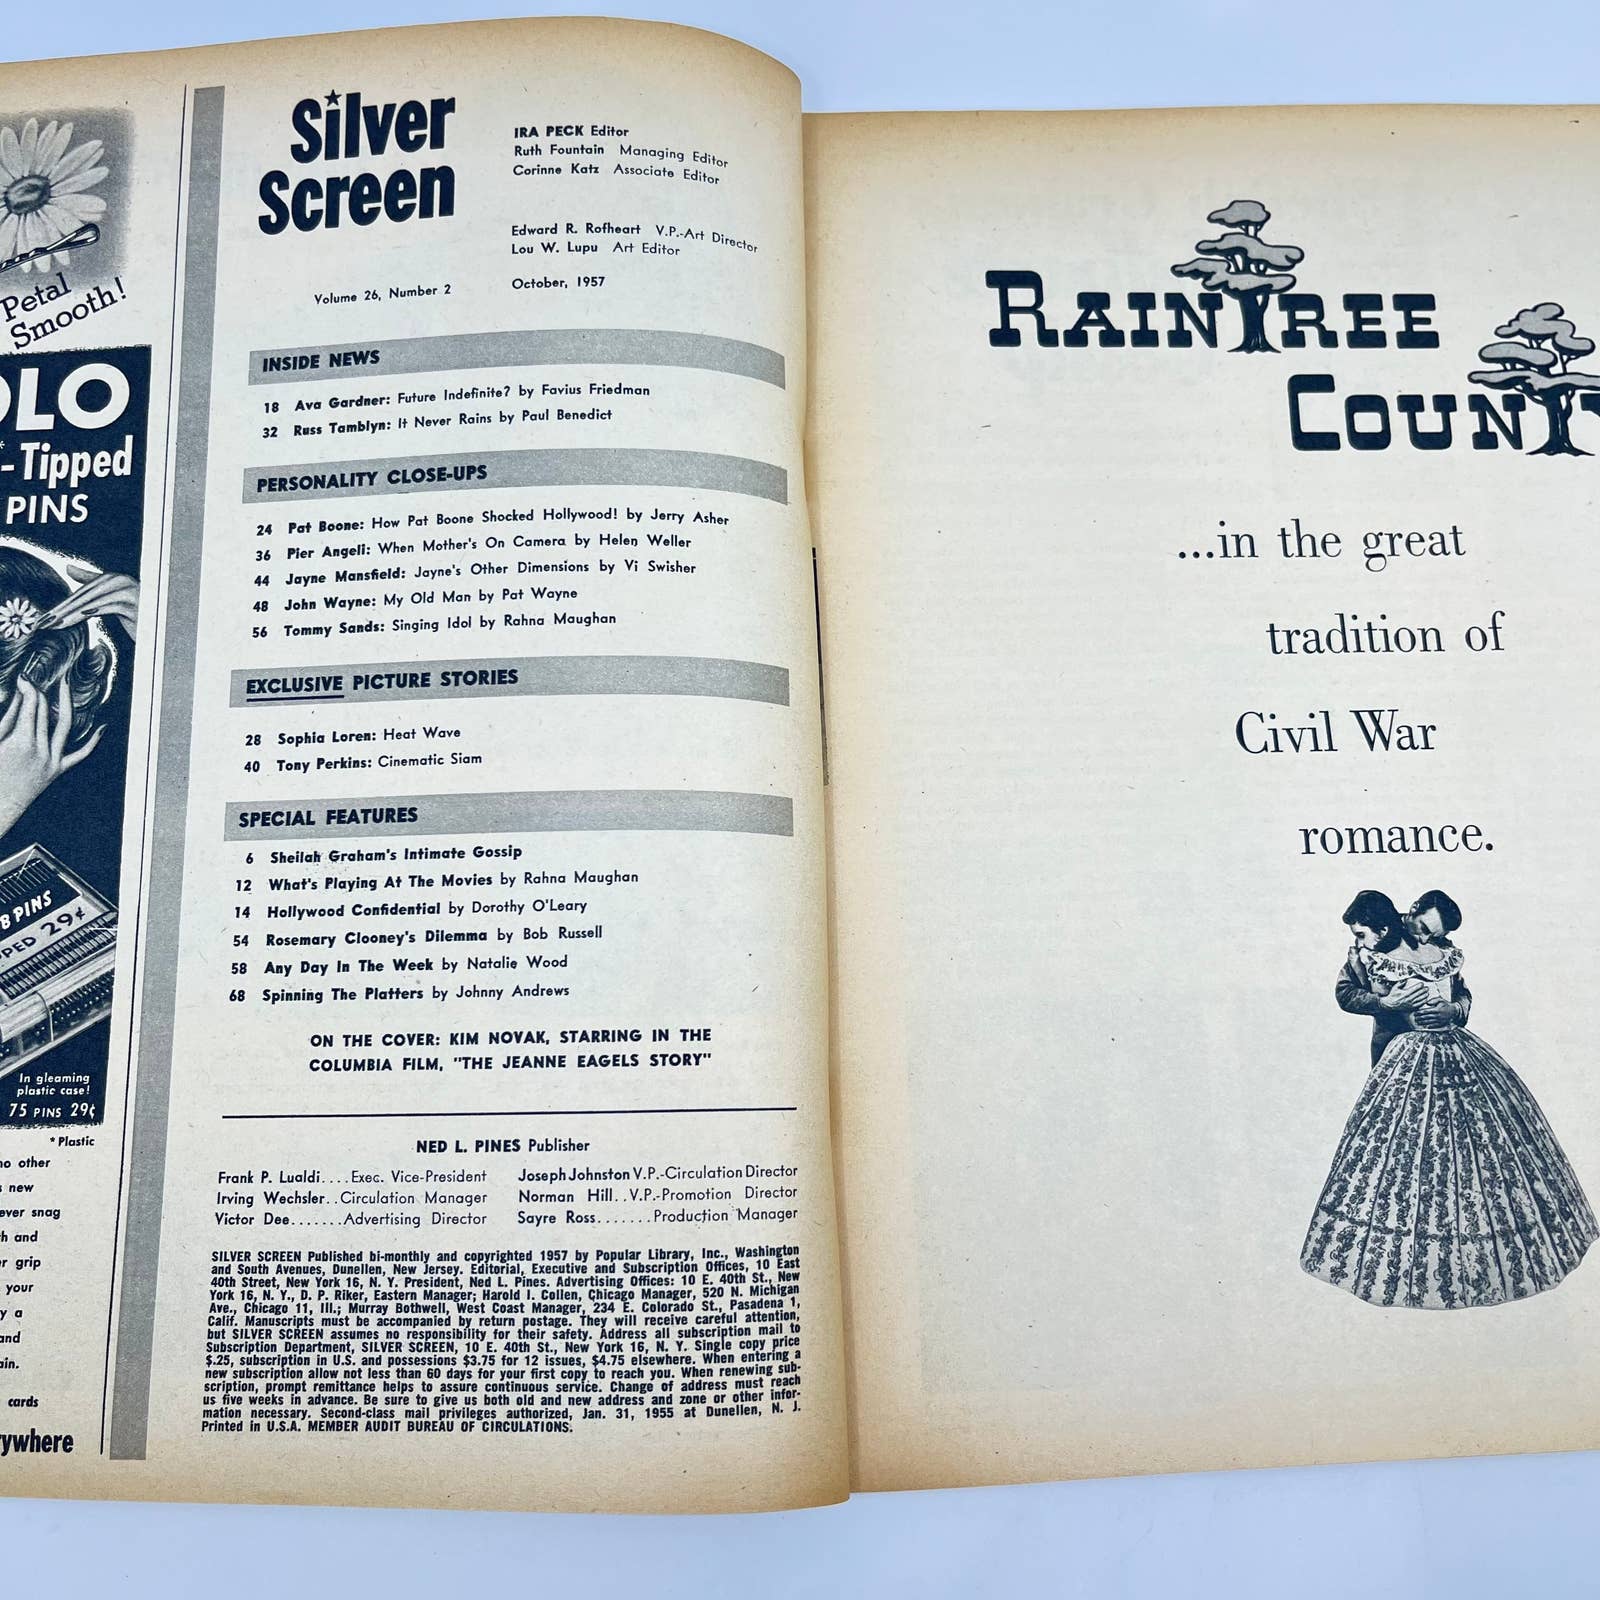 Petal
Smooth!
OLO
*-Tipped
PINS
B PINS
PPED 29¢
In gleaming
plastic case!
75 PINS 29¢
*Plastic
no other
new
ever snag
and
grip
your
y a
and
cards
Silver
Screen
IRA PECK Editor
Ruth Fountain Managing Editor
Corinne Katz Associate Editor
Edward R. Rofheart V.P.-Art Director
Lou W. Lupu Art Editor
Volume 26, Number 2
October, 1957
INSIDE NEWS
18 Ava Gardner: Future Indefinite? by Favius Friedman
32 Russ Tamblyn: It Never Rains by Paul Benedict
PERSONALITY CLOSE-UPS
24 Pat Boone: How Pat Boone Shocked Hollywood! by Jerry Asher
36 Pier Angeli: When Mother's On Camera by Helen Weller
44 Jayne Mansfield: Jayne's Other Dimensions by Vi Swisher
48 John Wayne: My Old Man by Pat Wayne
56 Tommy Sands: Singing Idol by Rahna Maughan
EXCLUSIVE PICTURE STORIES
28 Sophia Loren: Heat Wave
40 Tony Perkins: Cinematic Siam
SPECIAL FEATURES
6 Sheilah Graham's Intimate Gossip
12 What's Playing At The Movies by Rahna Maughan
14 Hollywood Confidential by Dorothy O'Leary
54 Rosemary Clooney's Dilemma by Bob Russell
58 Any Day In The Week by Natalie Wood
68 Spinning The Platters by Johnny Andrews
ON THE COVER: KIM NOVAK, STARRING IN THE
COLUMBIA FILM, "THE JEANNE EAGELS STORY"
NED L. PINES Publisher
Frank P. Lualdi....Exec. Vice-President
Joseph Johnston V.P.-Circulation Director
Irving Wechsler..Circulation Manager
Norman Hill..V.P.-Promotion Director
Victor Dee.......Advertising Director
Sayre Ross.......Production Manager
SILVER SCREEN Published bi-monthly and copyrighted 1957 by Popular Library, Inc., Washington
and South Avenues, Dunellen, New Jersey. Editorial, Executive and Subscription Offices, 10 East
40th Street, New York 16, N. Y. President, Ned L. Pines. Advertising Offices: 10 E. 40th St., New
York 16, N. Y., D. P. Riker, Eastern Manager; Harold I. Collen, Chicago Manager, 520 N. Michigan
Ave., Chicago 11, Ill.; Murray Bothwell, West Coast Manager, 234 E. Colorado St., Pasadena 1,
Calif. Manuscripts must be accompanied by return postage. They will receive careful attention,
but SILVER SCREEN assumes no responsibility for their safety. Address all subscription mail to
Subscription Department, SILVER SCREEN, 10 E. 40th St., New York 16, N. Y. Single copy price
$.25, subscription in U.S. and possessions $3.75 for 12 issues, $4.75 elsewhere. When entering a
new subscription allow not less than 60 days for your first copy to reach you. When renewing sub-
scription, prompt remittance helps to assure continuous service. Change of address must reach
us five weeks in advance. Be sure to give us both old and new address and zone or other infor-
mation necessary. Second-class mail privileges authorized, Jan. 31, 1955 at Dunellen, N. J.
Printed in U.S.A. MEMBER AUDIT BUREAU OF CIRCULATIONS.
RAINTREE
COUNTY
...in the great
tradition of
Civil War
romance.